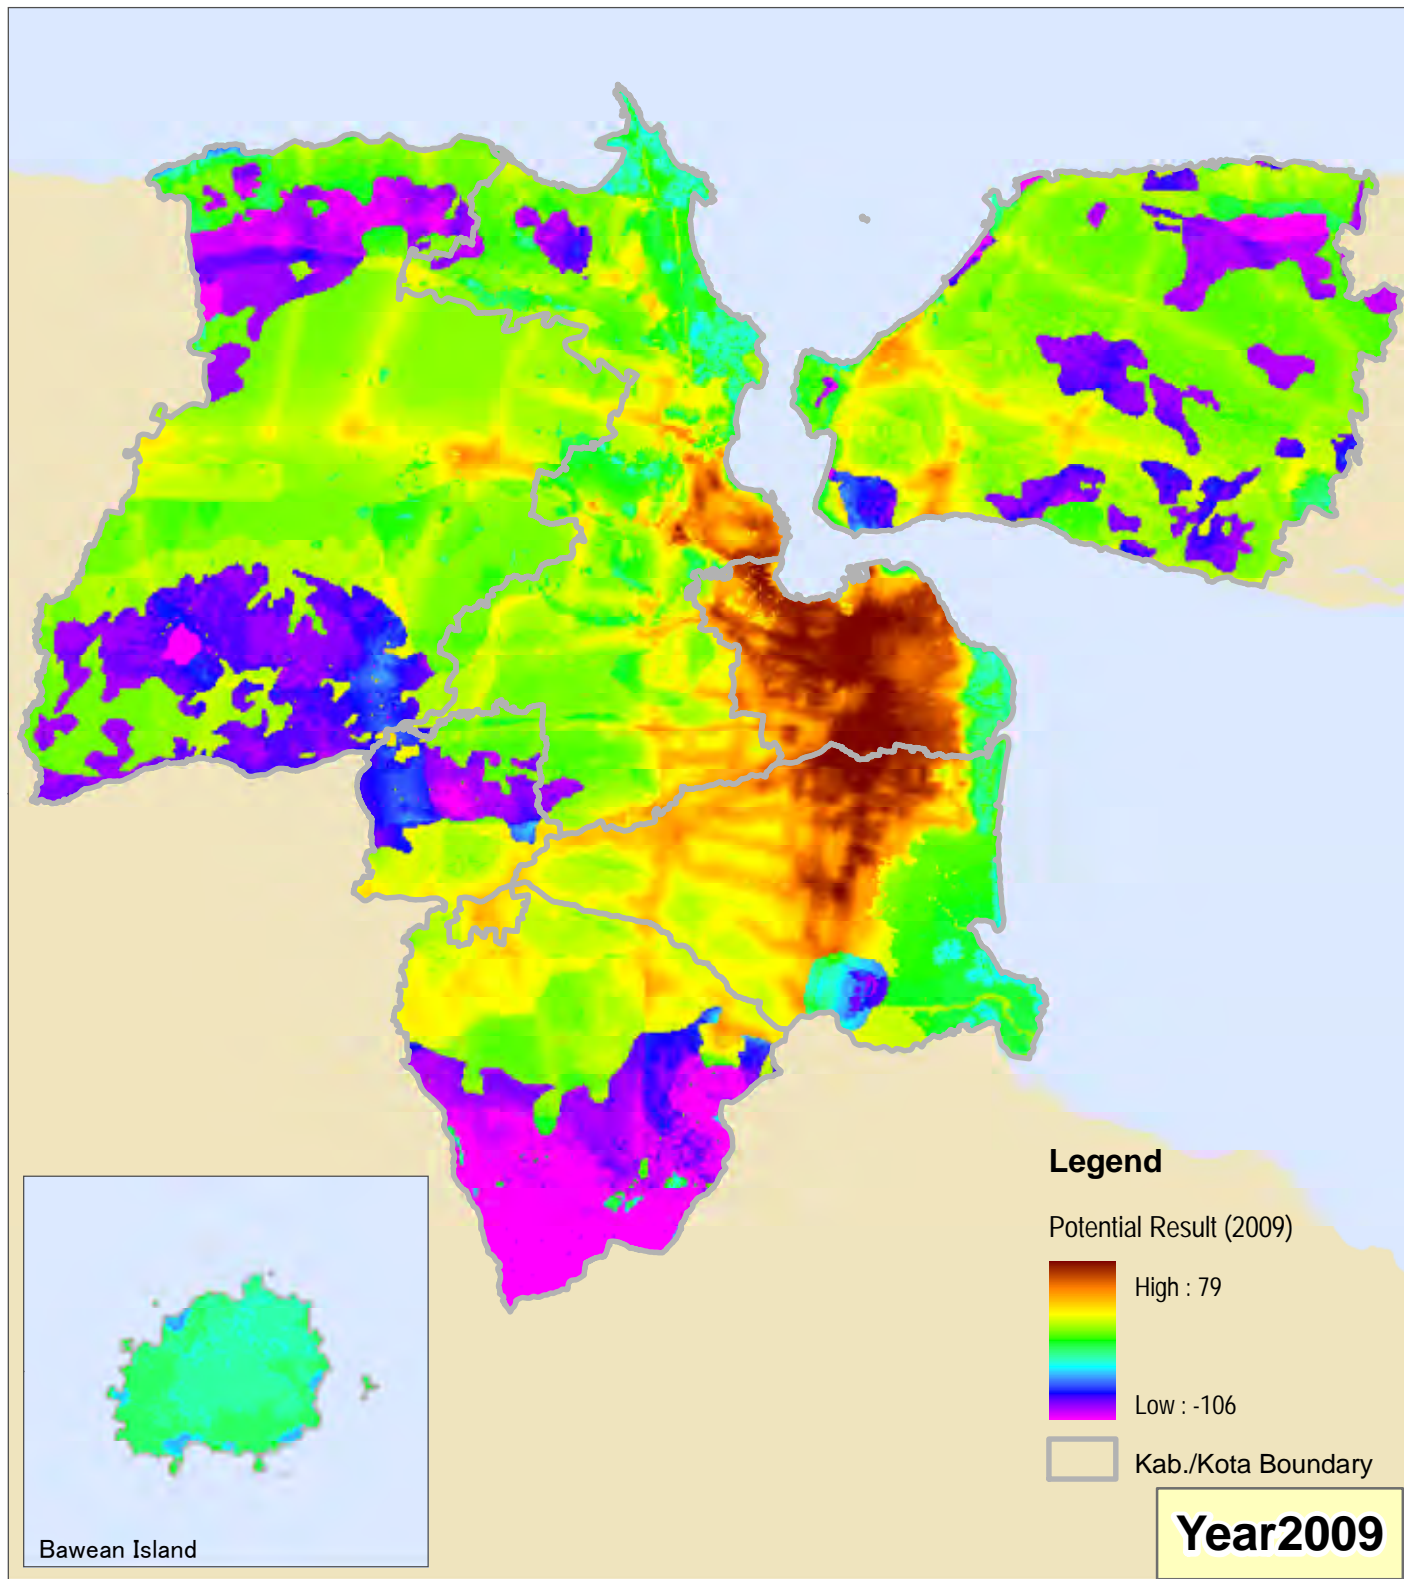 Legend
Potential Result (2009)
High : 79
Low : -106
Kab./Kota Boundary
Year2009
Bawean Island